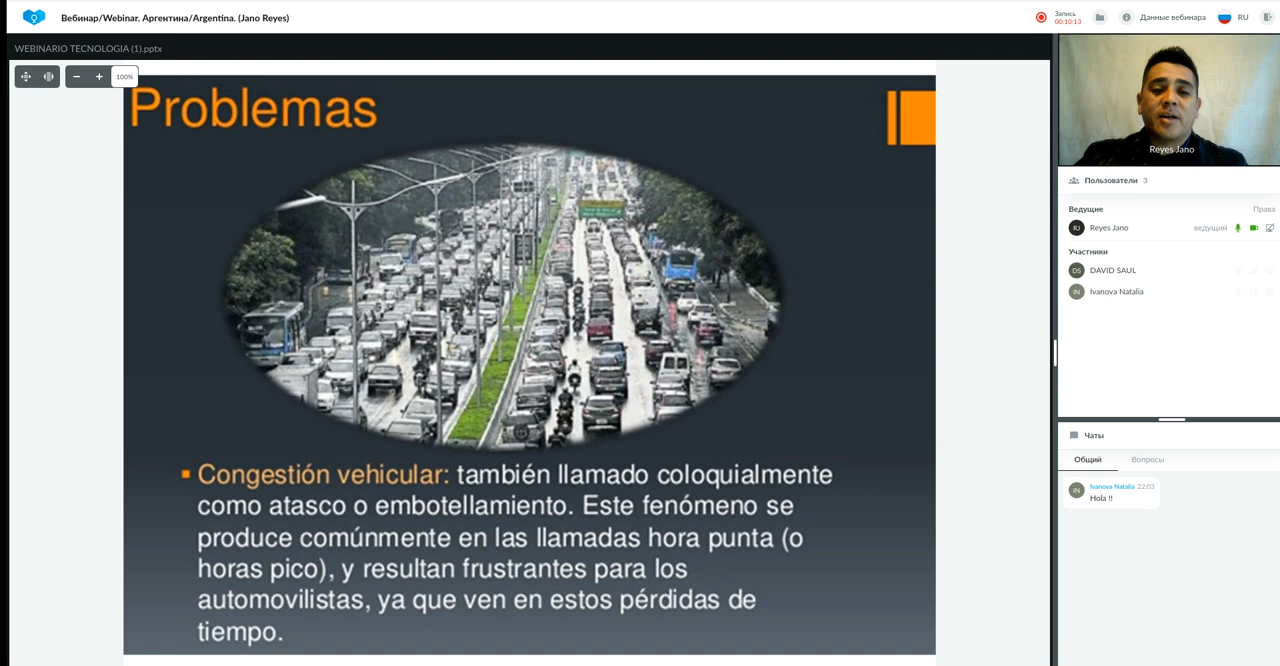 Вебинар/Webinar. Аргентина/Argentina. (Jano Reyes)
Запись
00:10:13
Данные вебинара
RU
WEBINARIO TECNOLOGIA (1).pptx
100%
Problemas
Congestión vehicular: también llamado coloquialmente
como atasco o embotellamiento. Este fenómeno se
produce comúnmente en las llamadas hora punta (o
horas pico), y resultan frustrantes para los
automovilistas, ya que ven en estos pérdidas de
tiempo.
Reyes Jano
Пользователи 3
Ведущие Права
RJ Reyes Jano ведущий
Участники
DS DAVID SAUL
IN Ivanova Natalia
Чаты
Общий Вопросы
IN Ivanova Natalia 22:03
Hola !!